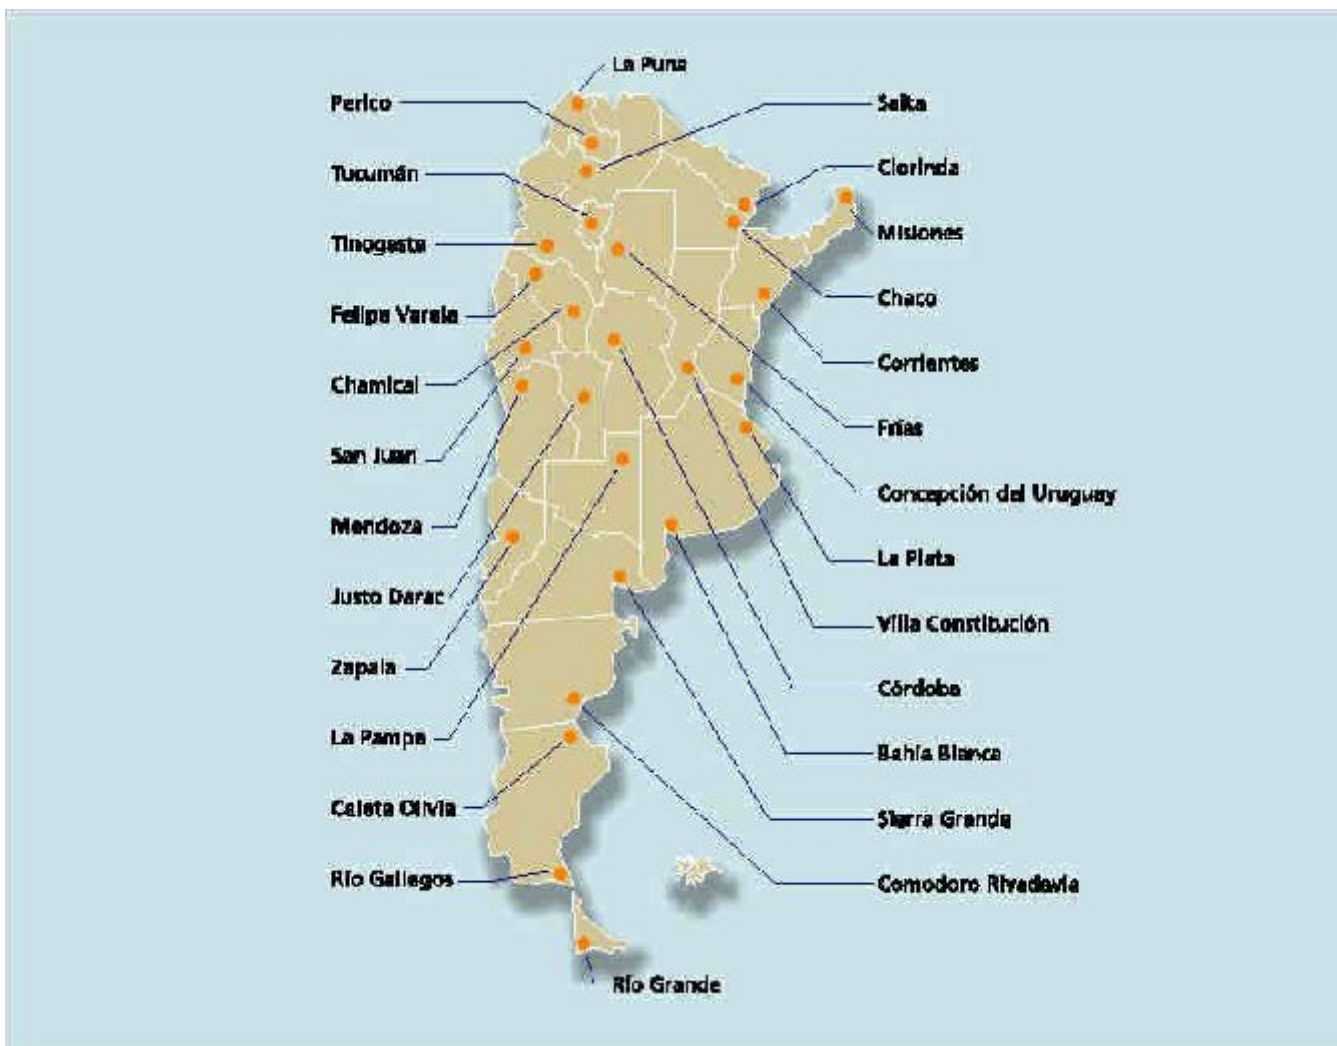 La Puna
Perico
Tucumán
Tinogasta
Felipe Varela
Chamical
San Juan
Mendoza
Justo Darac
Zapala
La Pampa
Caleta Olivia
Río Gallegos
Salta
Clorinda
Misiones
Chaco
Corrientes
Frías
Concepción del Uruguay
La Plata
Villa Constitución
Córdoba
Bahía Blanca
Sierra Grande
Comodoro Rivadavia
Río Grande